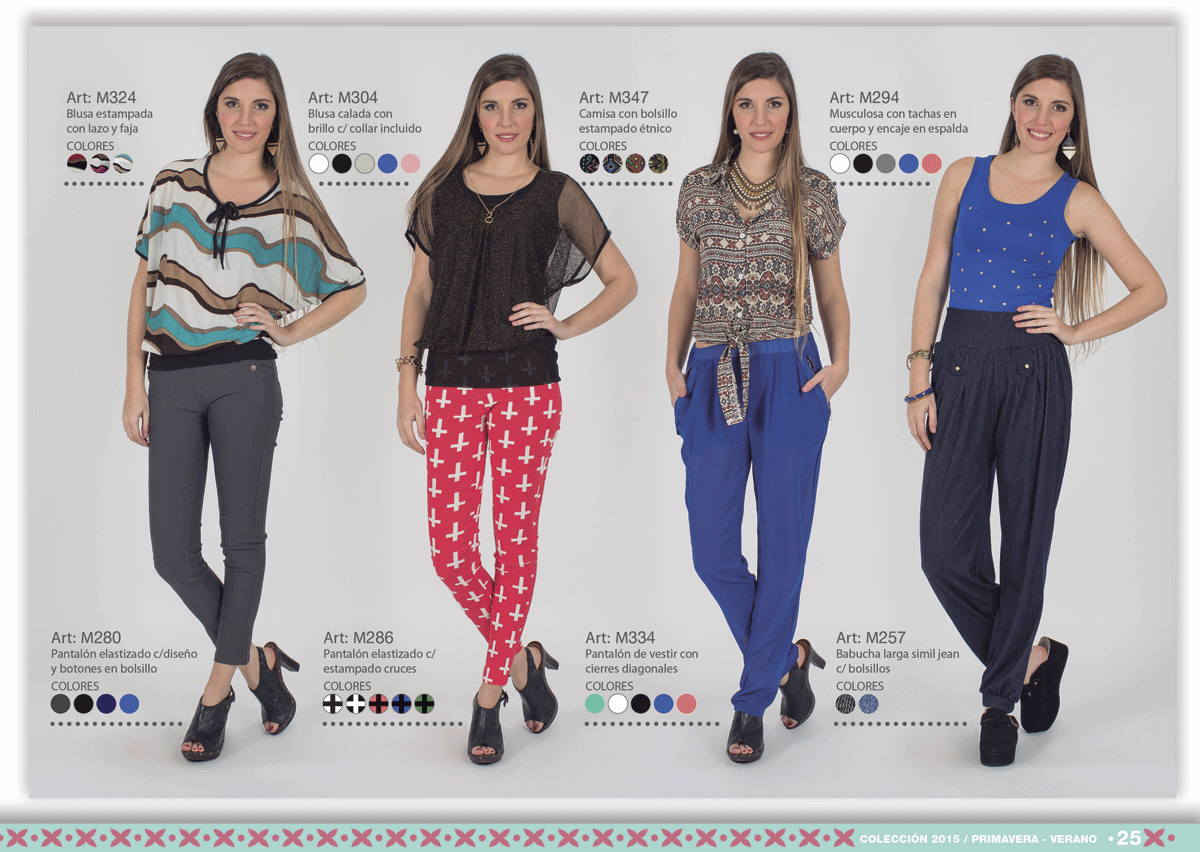 Art: M324
Blusa estampada
con lazo y faja
COLORES
Art: M304
Blusa calada con
brillo c/ collar incluido
COLORES
Art: M347
Camisa con bolsillo
estampado étnico
COLORES
Art: M294
Musculosa con tachas en
cuerpo y encaje en espalda
COLORES
Art: M280
Pantalón elastizado c/diseño
y botones en bolsillo
COLORES
Art: M286
Pantalón elastizado c/
estampado cruces
COLORES
Art: M334
Pantalón de vestir con
cierres diagonales
COLORES
Art: M257
Babucha larga simil jean
c/ bolsillos
COLORES
COLECCIÓN 2015 / PRIMAVERA - VERANO • 25